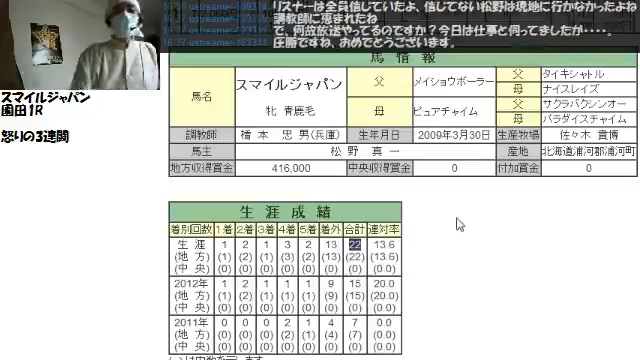 リスナーは全員信じていたよ、信じてない松野は現地に行かなかったよね
調教師に恵まれたね
で、何故放送やってるのですか？今日は仕事と伺ってましたが・・・・。
圧勝ですね、おめでとうございます。
スマイルジャパン
園田1R
怒りの3連闘
馬 情 報
馬名 スマイルジャパン 牝 青鹿毛 父 メイショウボーラー 父 タイキシャトル
母 ナイスレイズ
母 ピュアチャイム 父 サクラバクシンオー
母 パラダイスチャイム
調教師 橋 本 忠 男(兵庫) 生年月日 2009年3月30日 生産牧場 佐々木 貴博
馬主 松 野 真 一 産地 北海道浦河郡浦河町
地方収得賞金 416,000 中央収得賞金 0 付加賞金 0
生 涯 成 績
着別回数 1着 2着 3着 4着 5着 着外 合計 連対率
生 涯 1 2 1 3 2 13 22 13.6
(地 方) (1) (2) (1) (3) (2) (13) (22) (13.6)
(中 央) (0) (0) (0) (0) (0) (0) (0) (0.0)
2012年 1 2 1 1 1 9 15 20.0
(地 方) (1) (2) (1) (1) (1) (9) (15) (20.0)
(中 央) (0) (0) (0) (0) (0) (0) (0) (0.0)
2011年 0 0 0 2 1 4 7 0.0
(地 方) (0) (0) (0) (2) (1) (4) (7) (0.0)
(中 央) (0) (0) (0) (0) (0) (0) (0) (0.0)